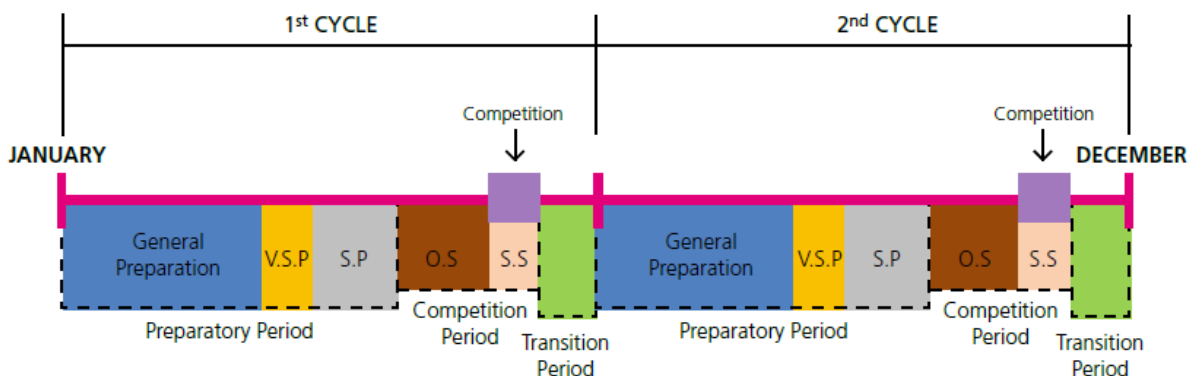 1st CYCLE
2nd CYCLE
Competition
Competition
JANUARY
DECEMBER
General
Preparation
V.S.P
S.P
O.S
S.S
General
Preparation
V.S.P
S.P
O.S
S.S
Preparatory Period
Competition
Period
Transition
Period
Preparatory Period
Competition
Period
Transition
Period